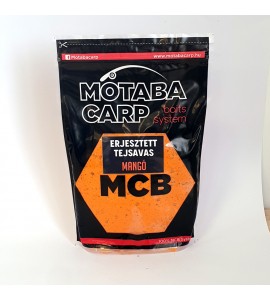 Motabacarp
www.motabacarp.hu
MOTABA
CARP
baits
system
ERJESZTETT
TEJSAVAS
MANGÓ
MCB